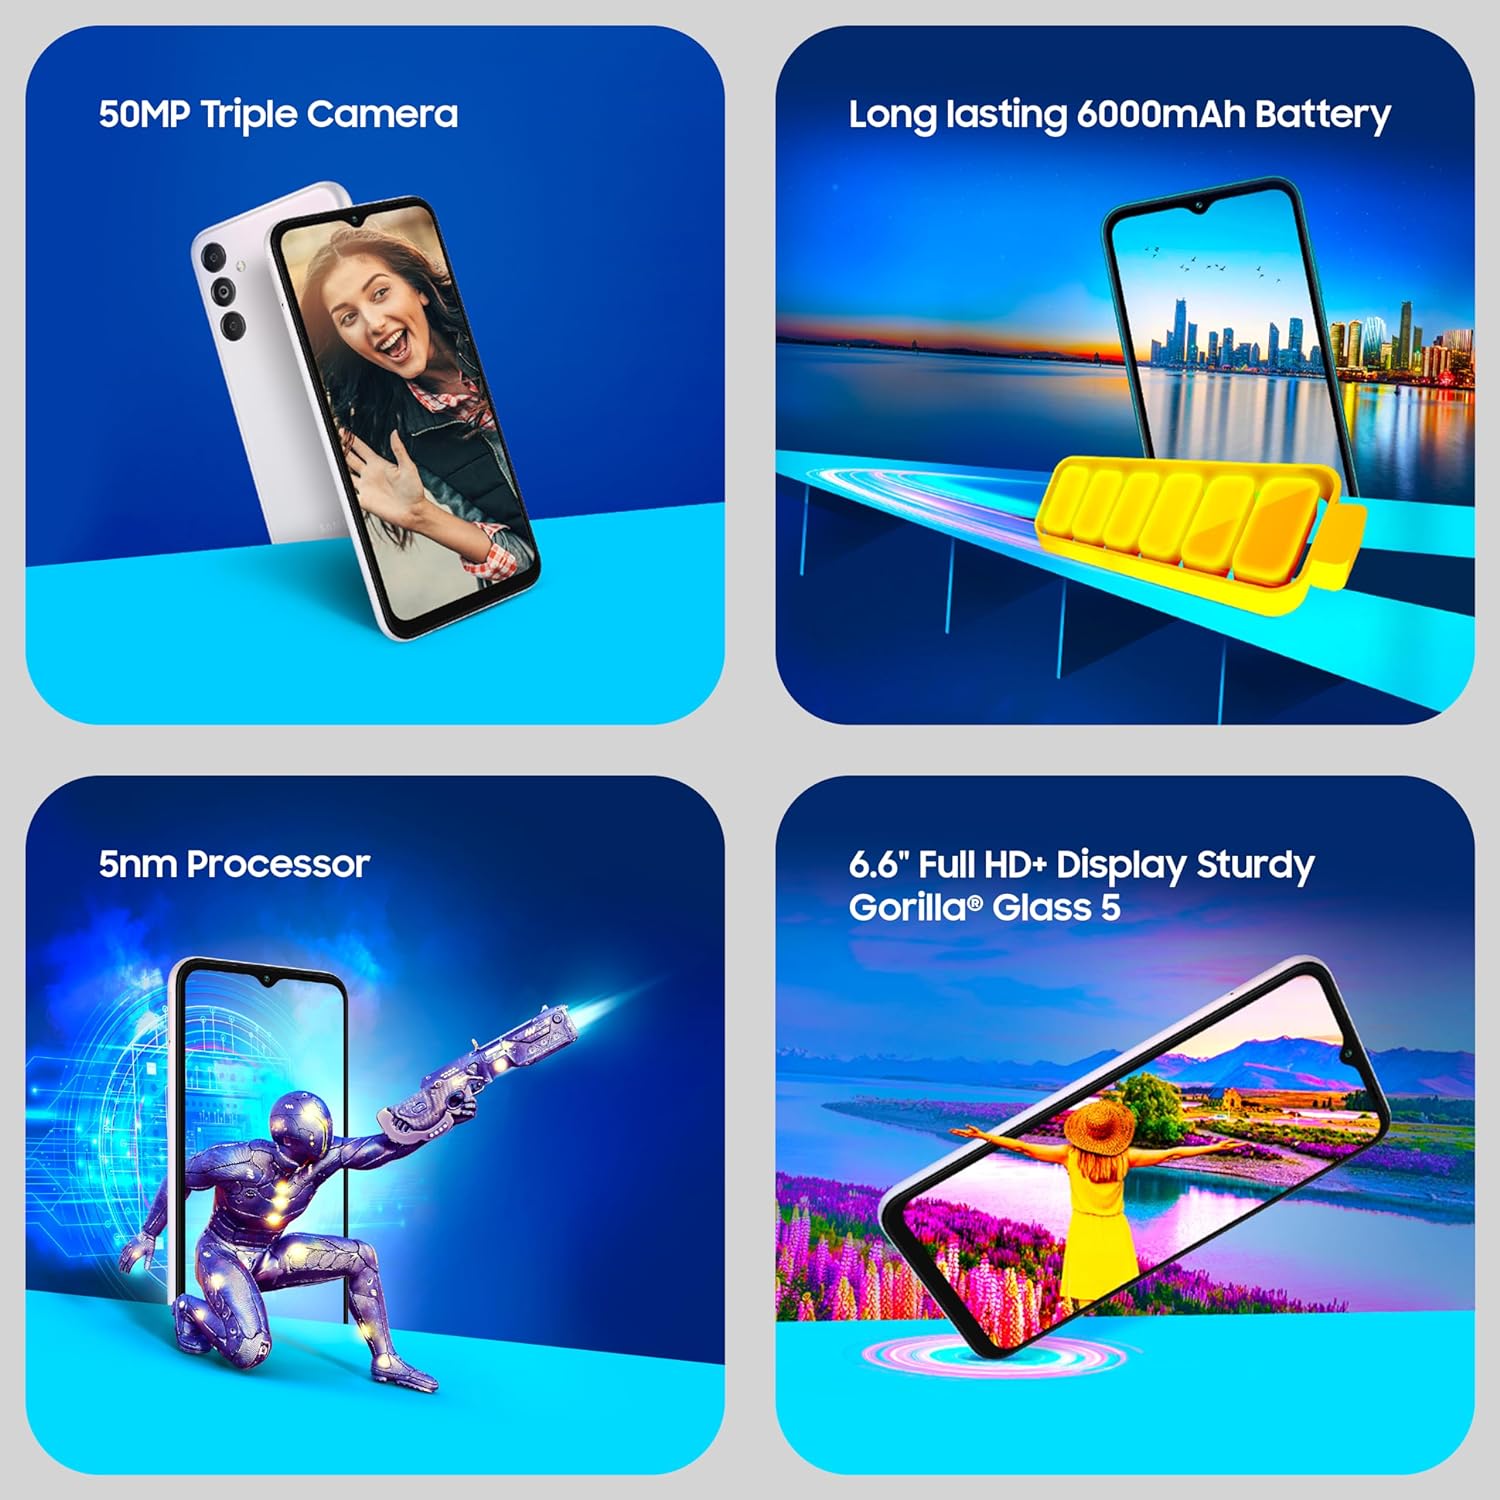 50MP Triple Camera
Long lasting 6000mAh Battery
5nm Processor
6.6" Full HD+ Display Sturdy
Gorilla® Glass 5